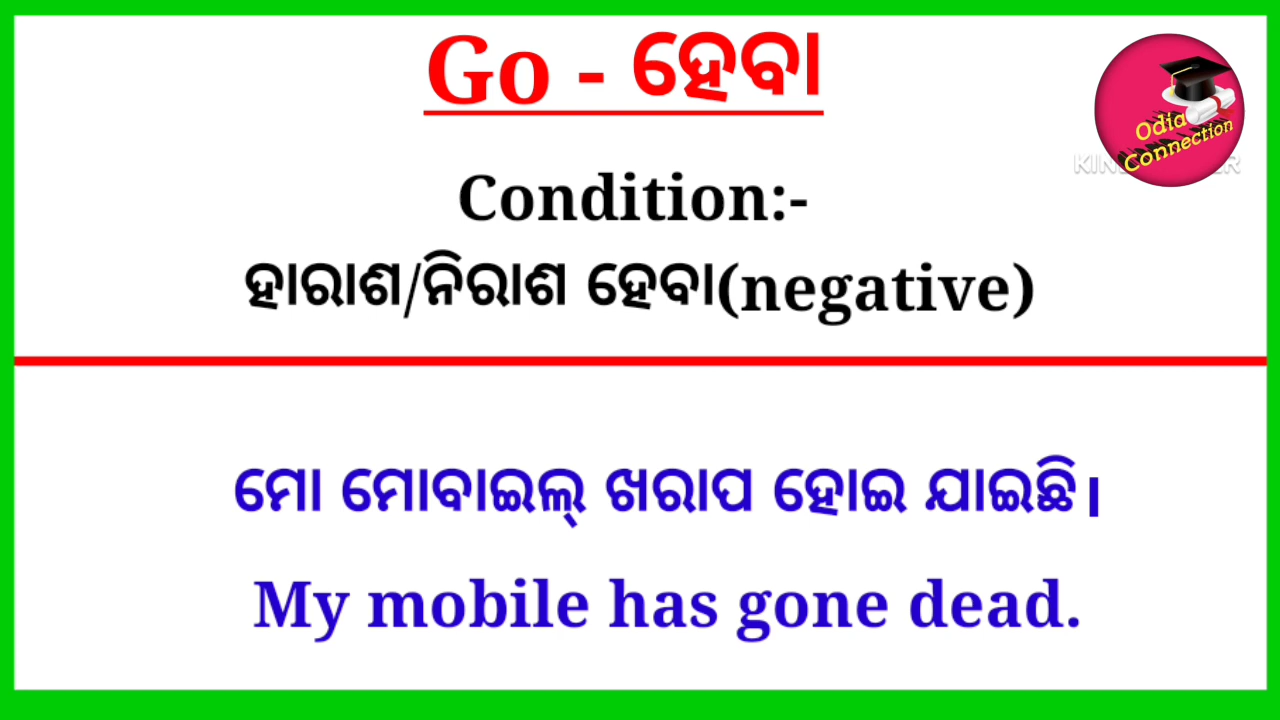 Go - ହେବା
Odia
Connection
Condition:-
ହାରାଶ/ନିରାଶ ହେବା(negative)
ମୋ ମୋବାଇଲ୍ ଖରାପ ହୋଇ ଯାଇଛି।
My mobile has gone dead.